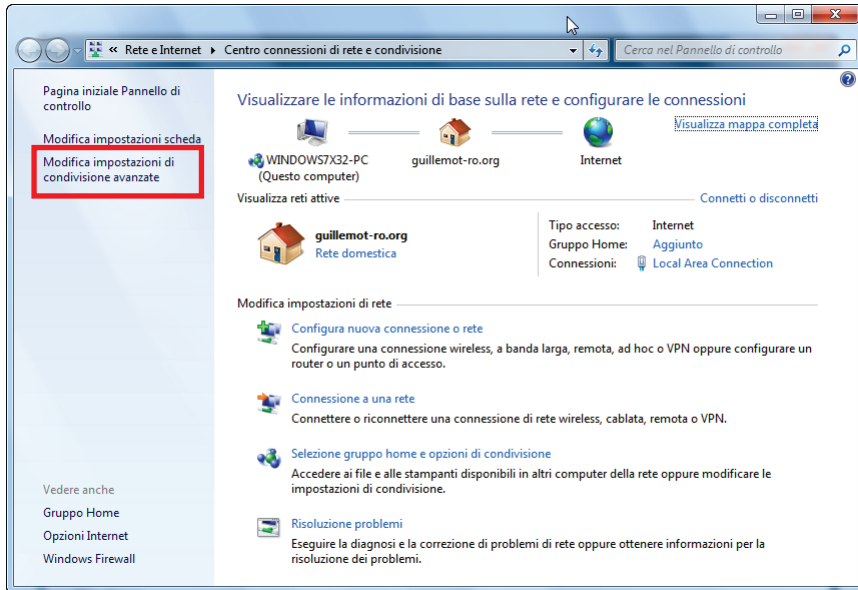 « Rete e Internet ▸ Centro connessioni di rete e condivisione
Cerca nel Pannello di controllo
Pagina iniziale Pannello di
controllo
Modifica impostazioni scheda
Modifica impostazioni di
condivisione avanzate
Vedere anche
Gruppo Home
Opzioni Internet
Windows Firewall
Visualizzare le informazioni di base sulla rete e configurare le connessioni
Visualizza mappa completa
WINDOWS7X32-PC
(Questo computer)
guillemot-ro.org
Internet
Visualizza reti attive
Connetti o disconnetti
guillemot-ro.org
Rete domestica
Tipo accesso: Internet
Gruppo Home: Aggiunto
Connessioni: Local Area Connection
Modifica impostazioni di rete
Configura nuova connessione o rete
Configurare una connessione wireless, a banda larga, remota, ad hoc o VPN oppure configurare un
router o un punto di accesso.
Connessione a una rete
Connettere o riconnettere una connessione di rete wireless, cablata, remota o VPN.
Selezione gruppo home e opzioni di condivisione
Accedere ai file e alle stampanti disponibili in altri computer della rete oppure modificare le
impostazioni di condivisione.
Risoluzione problemi
Eseguire la diagnosi e la correzione di problemi di rete oppure ottenere informazioni per la
risoluzione dei problemi.